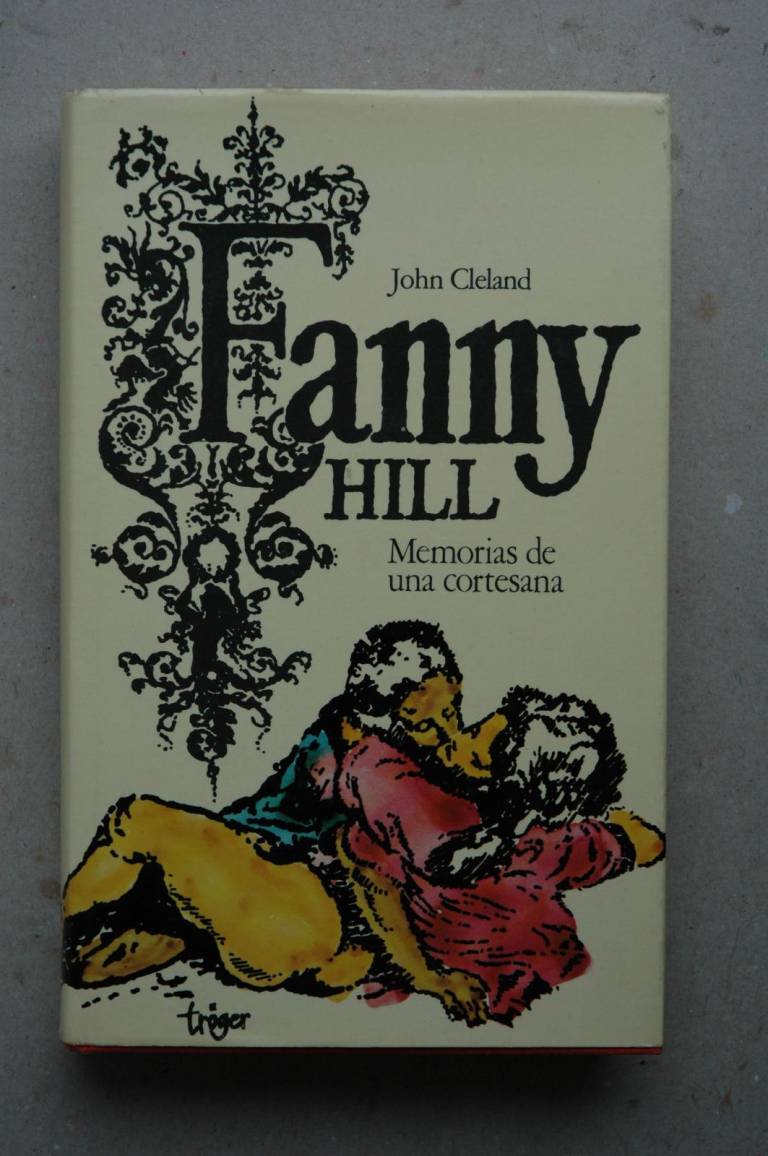 John Cleland
Fanny
HILL
Memorias de
una cortesana
tröger